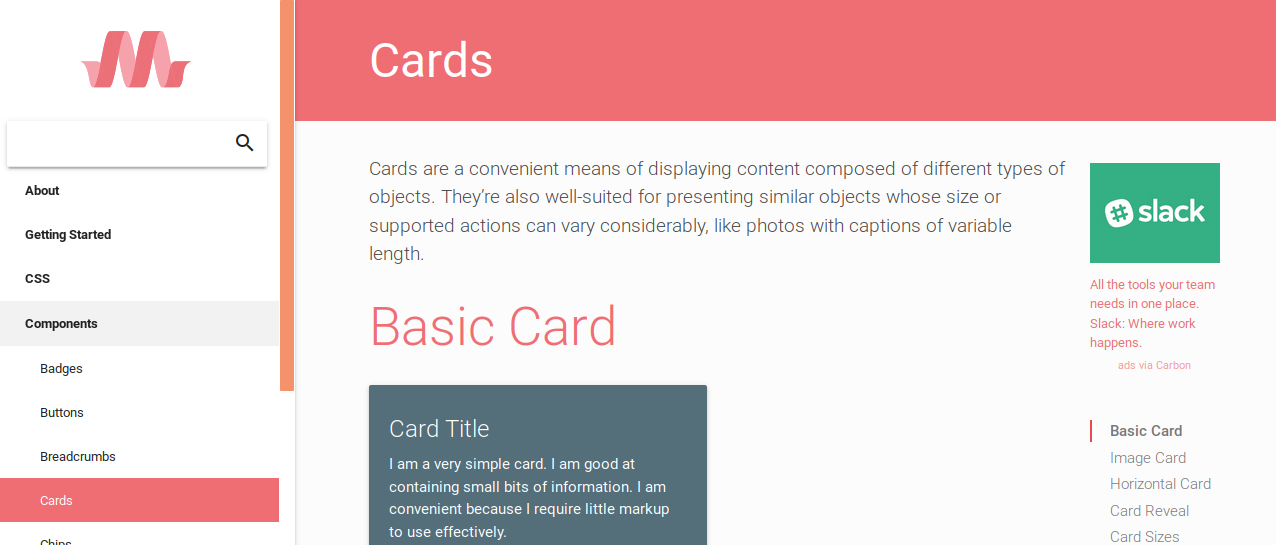 About
Getting Started
CSS
Components
Badges
Buttons
Breadcrumbs
Cards
Chips
Cards
Cards are a convenient means of displaying content composed of different types of
objects. They’re also well-suited for presenting similar objects whose size or
supported actions can vary considerably, like photos with captions of variable
length.
Basic Card
Card Title
I am a very simple card. I am good at
containing small bits of information. I am
convenient because I require little markup
to use effectively.
slack
All the tools your team
needs in one place.
Slack: Where work
happens.
ads via Carbon
Basic Card
Image Card
Horizontal Card
Card Reveal
Card Sizes